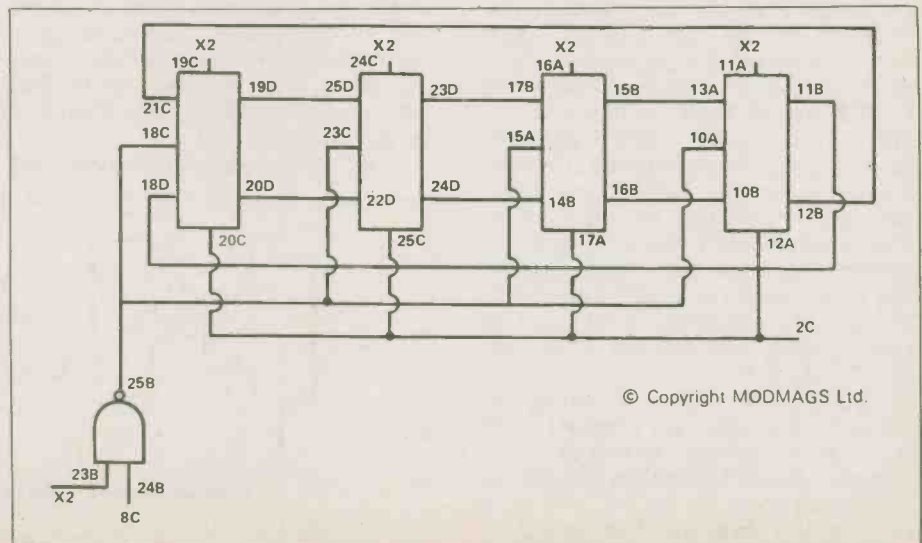 X2 X2 X2 X2
19C 24C 16A 11A
21C 19D 25D 23D 17B 15B 13A 11B
18C 23C 15A 10A
18D 20D 22D 24D 14B 16B 10B 12B
20C 25C 17A 12A
2C
25B
© Copyright MODMAGS Ltd.
23B
24B
X2
8C